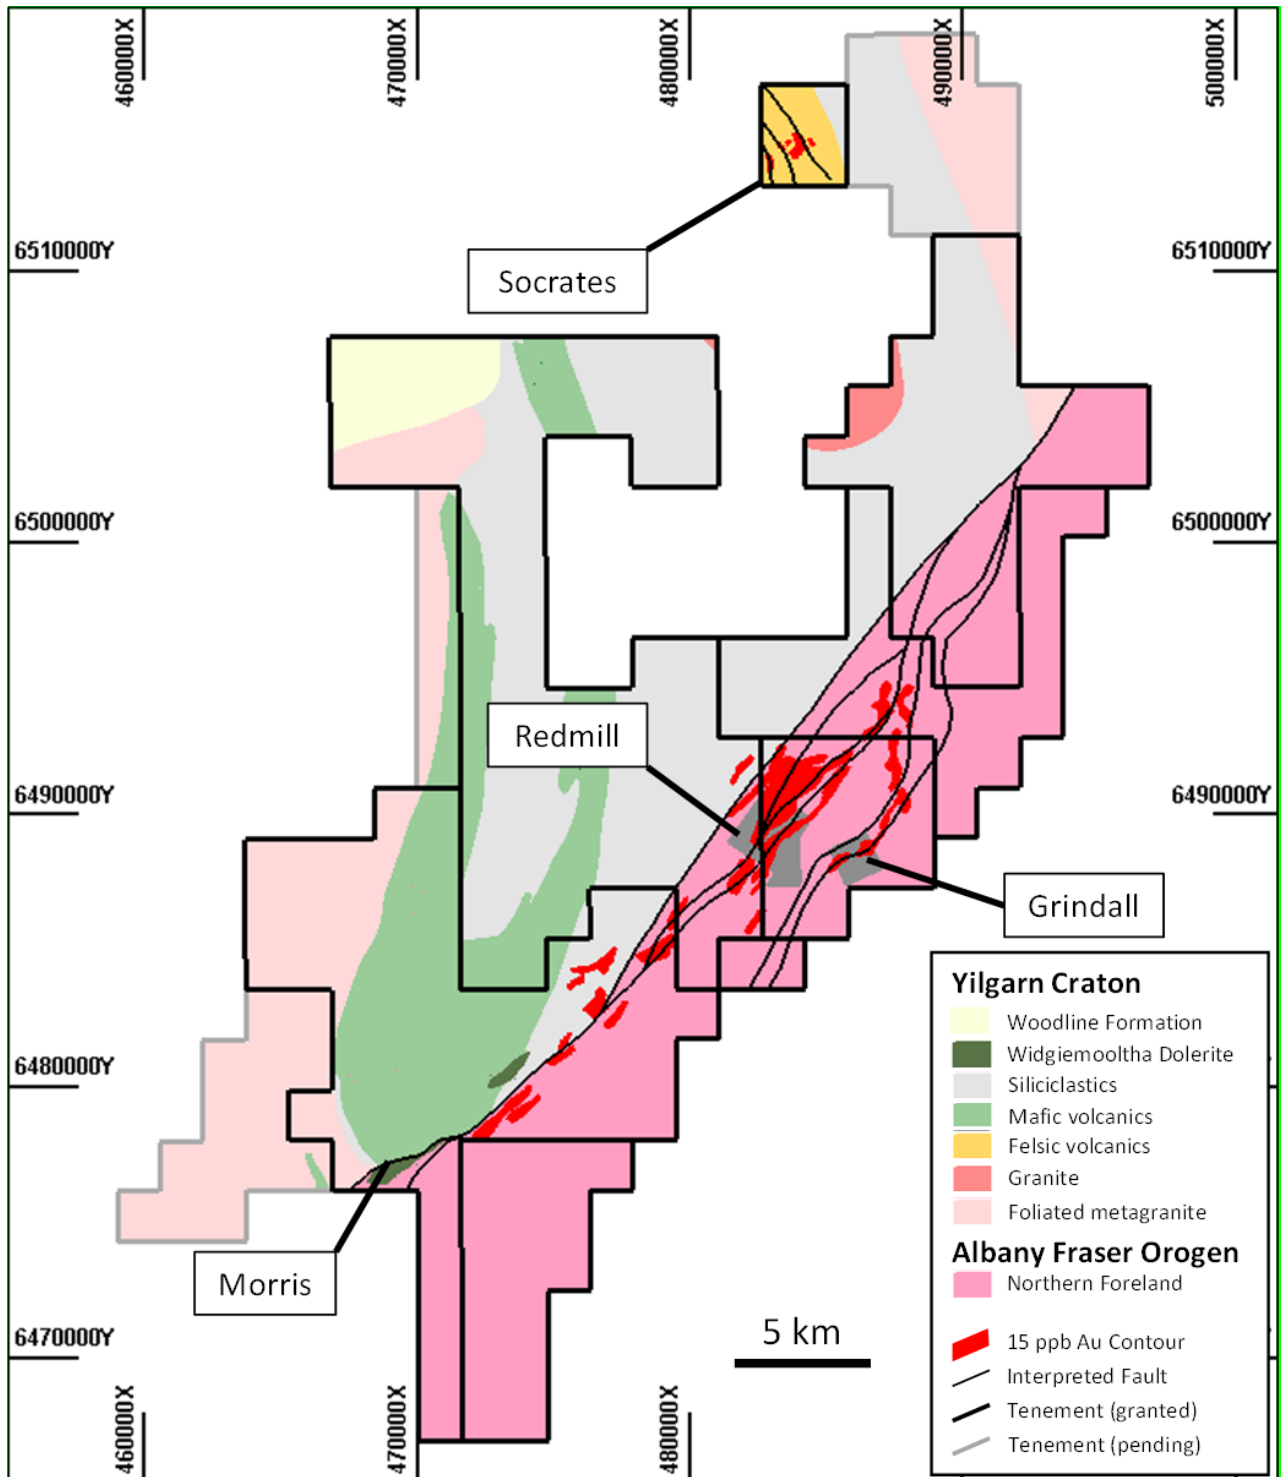 460000X
470000X
480000X
490000X
500000X
Socrates
6510000Y
6510000Y
6500000Y
6500000Y
Redmill
6490000Y
6490000Y
Grindall
Yilgarn Craton
Woodline Formation
Widgiemooltha Dolerite
Siliciclastics
Mafic volcanics
Felsic volcanics
Granite
Foliated metagranite
Albany Fraser Orogen
Northern Foreland
15 ppb Au Contour
Interpreted Fault
Tenement (granted)
Tenement (pending)
6480000Y
Morris
6470000Y
5 km
460000X
470000X
480000X